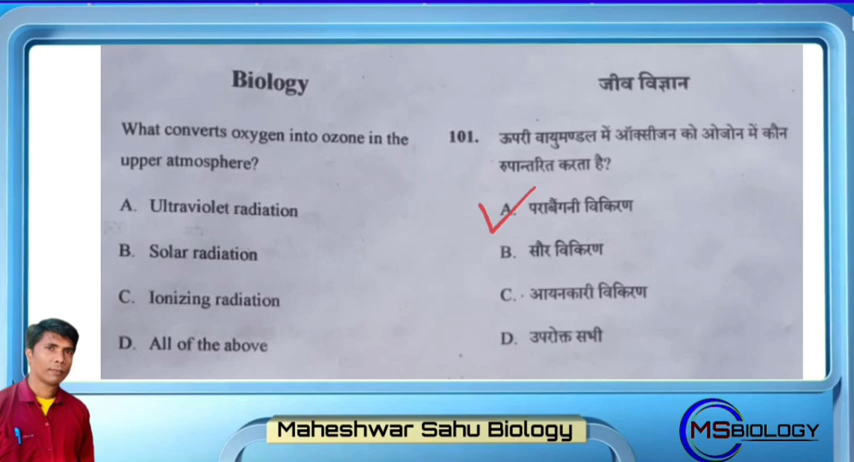 Biology
What converts oxygen into ozone in the
upper atmosphere?
A. Ultraviolet radiation
B. Solar radiation
C. Ionizing radiation
D. All of the above
जीव विज्ञान
101. ऊपरी वायुमण्डल में ऑक्सीजन को ओजोन में कौन
रुपान्तरित करता है?
A. पराबैंगनी विकिरण
B. सौर विकिरण
C. आयनकारी विकिरण
D. उपरोक्त सभी
Maheshwar Sahu Biology
MSBIOLOGY